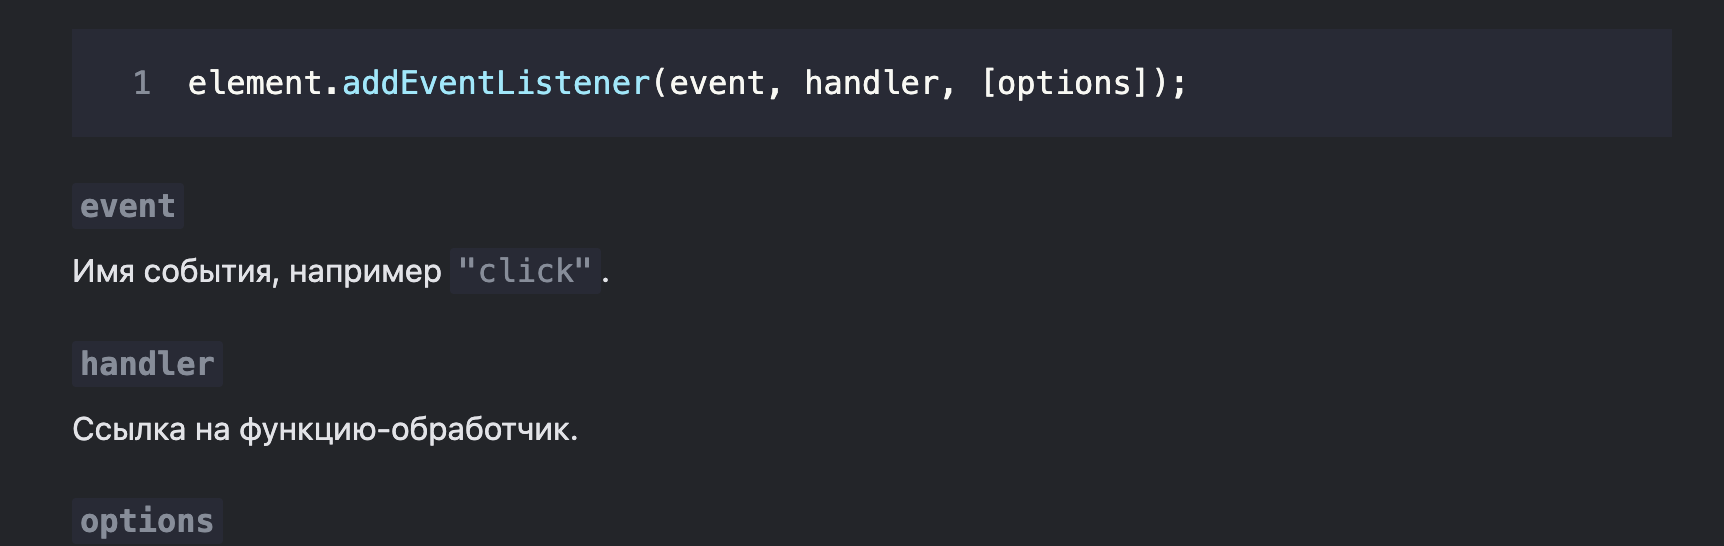 1 element.addEventListener(event, handler, [options]);
event
Имя события, например "click".
handler
Ссылка на функцию-обработчик.
options